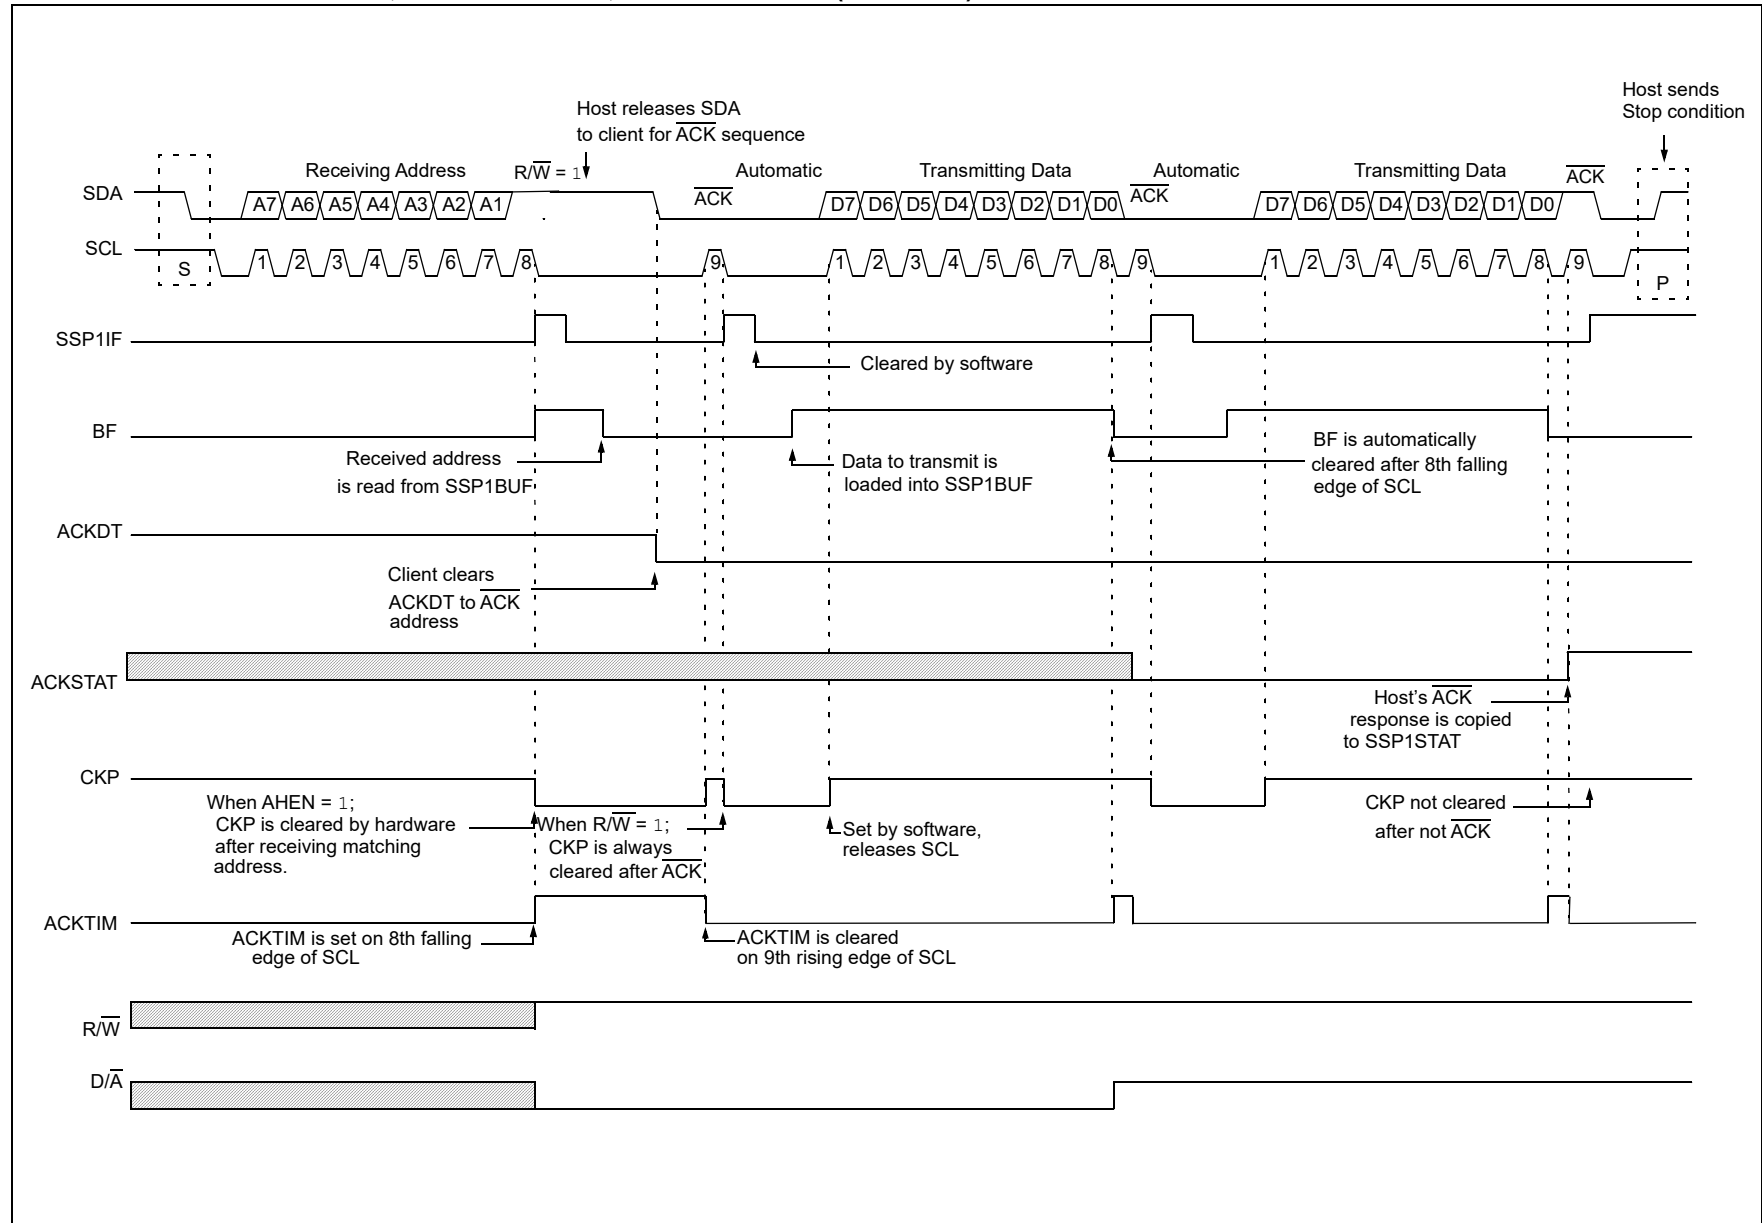 Host sends
Stop condition
Host releases SDA
to client for A̅C̅K̅ sequence
Receiving Address
R/W̅ = 1
Automatic
Transmitting Data
Automatic
Transmitting Data
A̅C̅K̅
SDA
A7 A6 A5 A4 A3 A2 A1
A̅C̅K̅
D7 D6 D5 D4 D3 D2 D1 D0
A̅C̅K̅
D7 D6 D5 D4 D3 D2 D1 D0
SCL
S
1 2 3 4 5 6 7 8
9
1 2 3 4 5 6 7 8 9
1 2 3 4 5 6 7 8 9
P
SSP1IF
Cleared by software
BF
Received address
is read from SSP1BUF
Data to transmit is
loaded into SSP1BUF
BF is automatically
cleared after 8th falling
edge of SCL
ACKDT
Client clears
ACKDT to A̅C̅K̅
address
ACKSTAT
Host's A̅C̅K̅
response is copied
to SSP1STAT
CKP
When AHEN = 1;
CKP is cleared by hardware
after receiving matching
address.
When R/W̅ = 1;
CKP is always
cleared after A̅C̅K̅
Set by software,
releases SCL
CKP not cleared
after not A̅C̅K̅
ACKTIM
ACKTIM is set on 8th falling
edge of SCL
ACKTIM is cleared
on 9th rising edge of SCL
R/W̅
D/A̅